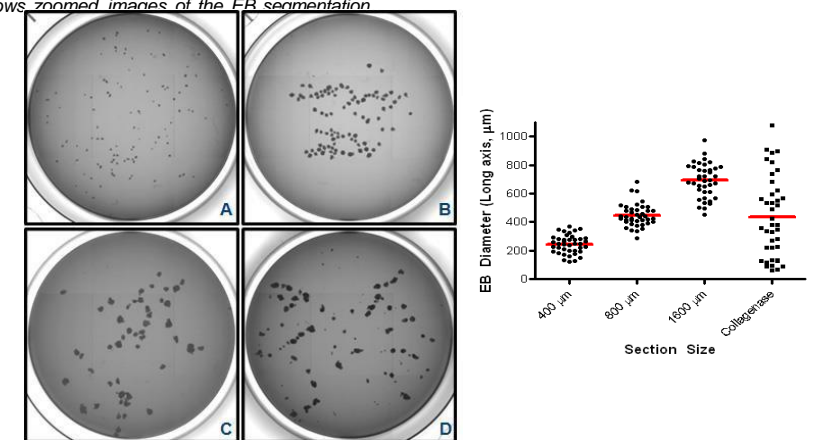 ows zoomed images of the EB segmentation
A
B
C
D
EB Diameter (Long axis, μm)
1000
800
600
400
200
0
400 μm
800 μm
1600 μm
Collagenase
Section Size